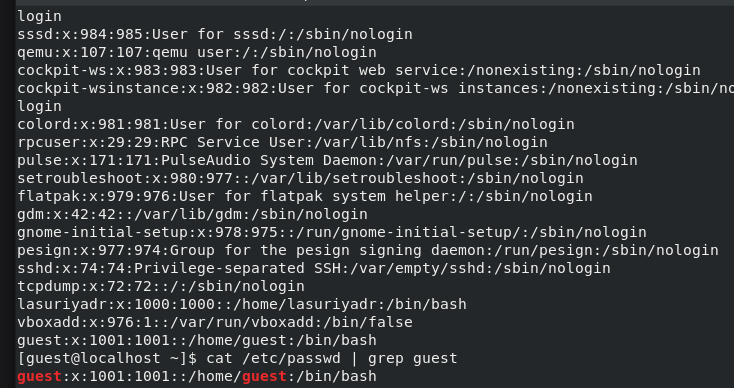 login
sssd:x:984:985:User for sssd:/:/sbin/nologin
qemu:x:107:107:qemu user:/:/sbin/nologin
cockpit-ws:x:983:983:User for cockpit web service:/nonexisting:/sbin/nologin
cockpit-wsinstance:x:982:982:User for cockpit-ws instances:/nonexisting:/sbin/no
login
colord:x:981:981:User for colord:/var/lib/colord:/sbin/nologin
rpcuser:x:29:29:RPC Service User:/var/lib/nfs:/sbin/nologin
pulse:x:171:171:PulseAudio System Daemon:/var/run/pulse:/sbin/nologin
setroubleshoot:x:980:977::/var/lib/setroubleshoot:/sbin/nologin
flatpak:x:979:976:User for flatpak system helper:/:/sbin/nologin
gdm:x:42:42::/var/lib/gdm:/sbin/nologin
gnome-initial-setup:x:978:975::/run/gnome-initial-setup/:/sbin/nologin
pesign:x:977:974:Group for the pesign signing daemon:/run/pesign:/sbin/nologin
sshd:x:74:74:Privilege-separated SSH:/var/empty/sshd:/sbin/nologin
tcpdump:x:72:72::/:/sbin/nologin
lasuriyadr:x:1000:1000::/home/lasuriyadr:/bin/bash
vboxadd:x:976:1::/var/run/vboxadd:/bin/false
guest:x:1001:1001::/home/guest:/bin/bash
[guest@localhost ~]$ cat /etc/passwd | grep guest
guest:x:1001:1001::/home/guest:/bin/bash